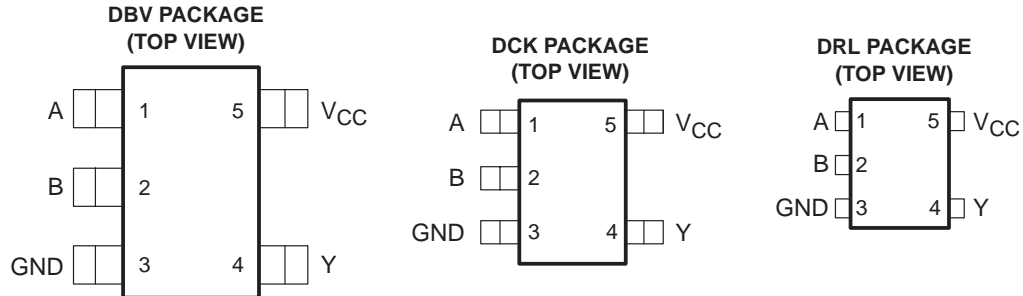 DBV PACKAGE
(TOP VIEW)
A 1 5 VCC
B 2
GND 3 4 Y
DCK PACKAGE
(TOP VIEW)
A 1 5 VCC
B 2
GND 3 4 Y
DRL PACKAGE
(TOP VIEW)
A 1 5 VCC
B 2
GND 3 4 Y